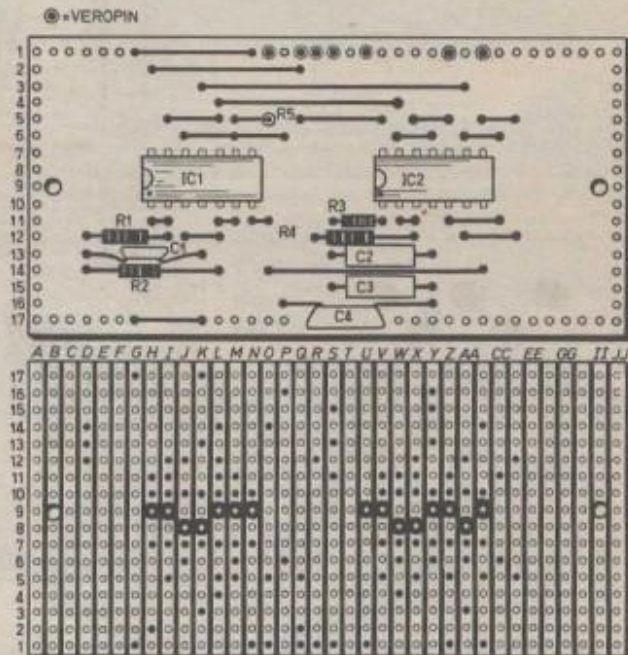 =VEROPIN
1
2
3
4
5 R5
6
7
8
9 IC1 IC2
10
11 R1 R3
12 R4 C1
13 C2
14 R2
15 C3
16
17 C4
A B C D E F G H I J K L M N O P Q R S T U V W X Y Z AA CC EE GG II JJ
17
16
15
14
13
12
11
10
9
8
7
6
5
4
3
2
1